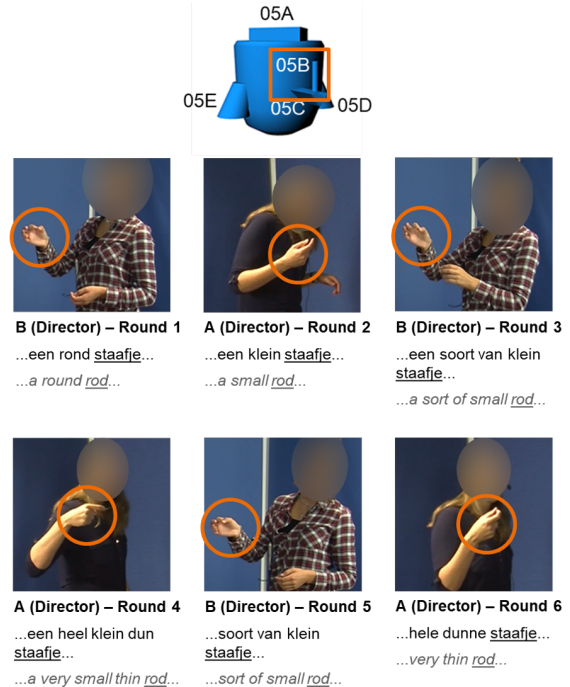 05A
05B
05E
05C
05D
B (Director) – Round 1
...een rond staafje...
...a round rod...
A (Director) – Round 2
...een klein staafje...
...a small rod...
B (Director) – Round 3
...een soort van klein
staafje...
...a sort of small rod...
A (Director) – Round 4
...een heel klein dun
staafje...
...a very small thin rod...
B (Director) – Round 5
...soort van klein
staafje...
...sort of small rod...
A (Director) – Round 6
...hele dunne staafje...
...very thin rod...